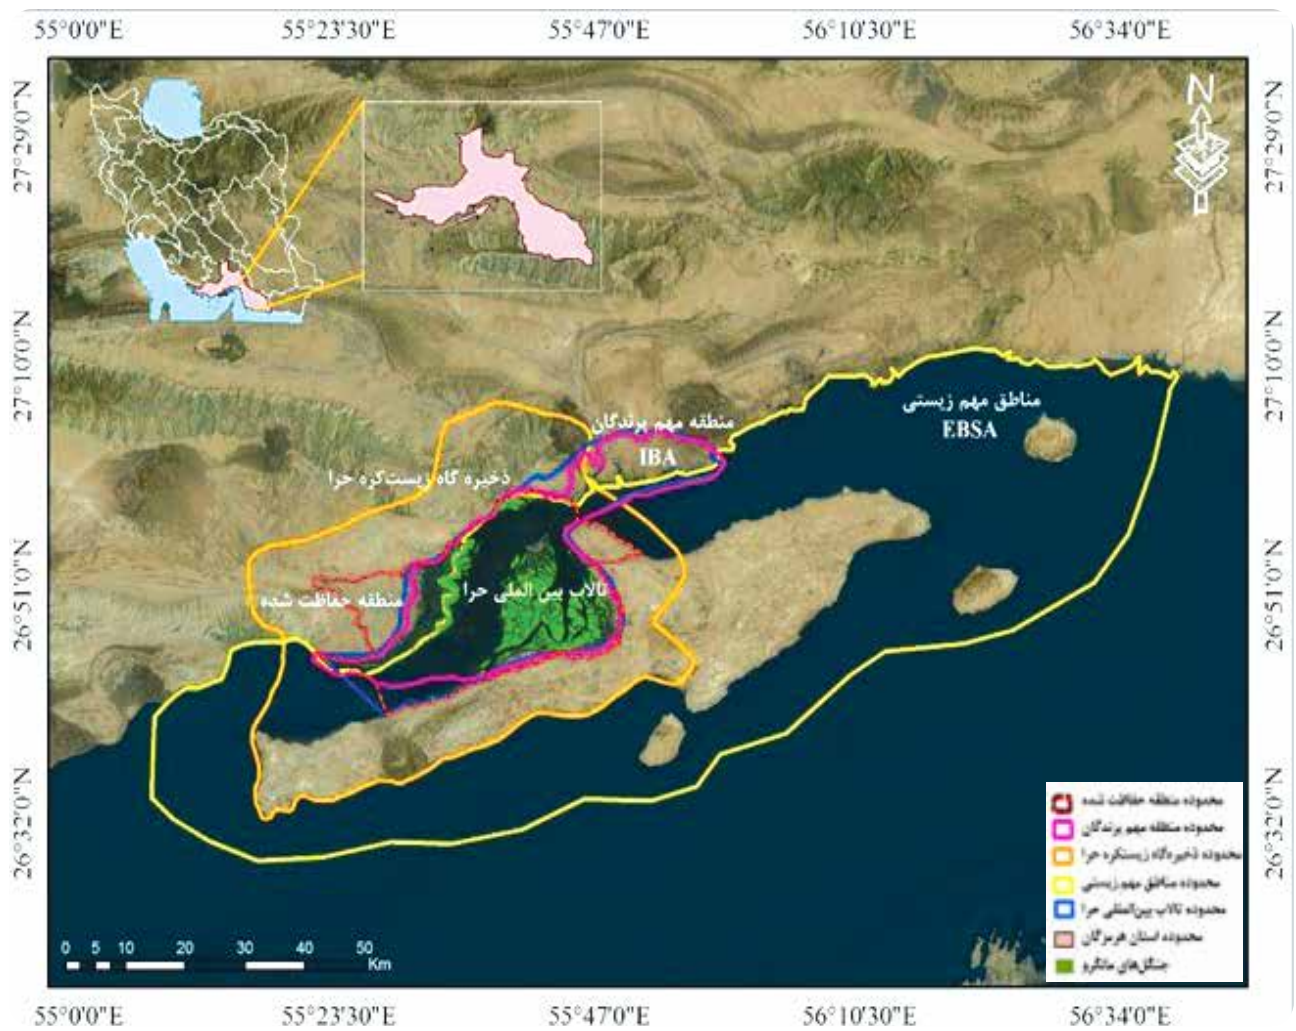 55°0'0"E 55°23'30"E 55°47'0"E 56°10'30"E 56°34'0"E
27°29'0"N
27°29'0"N
N
27°10'0"N
27°10'0"N
مناطق مهم زیستی
EBSA
منطقه مهم پرندگان
IBA
ذخیره گاه زیست‌کره حرا
26°51'0"N
26°51'0"N
تالاب بین المللی حرا
منطقه حفاظت شده
26°32'0"N
26°32'0"N
محدوده منطقه حفاظت شده
محدوده منطقه مهم پرندگان
محدوده ذخیره‌گاه زیستکره حرا
محدوده مناطق مهم زیستی
محدوده تالاب بین‌المللی حرا
محدوده استان هرمزگان
جنگل‌های مانگرو
0 5 10 20 30 40 50
Km
55°0'0"E 55°23'30"E 55°47'0"E 56°10'30"E 56°34'0"E